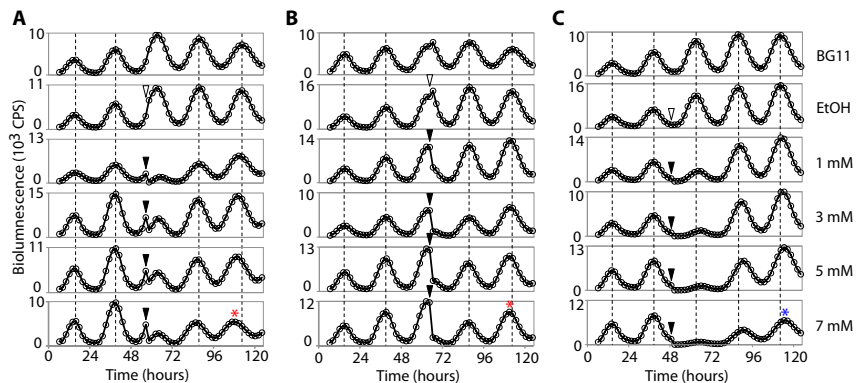 A B C
10 0 10 0 10 0 BG11
11 0 16 0 16 0 EtOH
13 0 14 0 14 0 1 mM
15 0 10 0 10 0 3 mM
11 0 13 0 13 0 5 mM
10 * 0 12 * 0 12 * 0 7 mM
Bioluminescence (10³ CPS)
0 24 48 72 96 120 0 24 48 72 96 120 0 24 48 72 96 120
Time (hours) Time (hours) Time (hours)